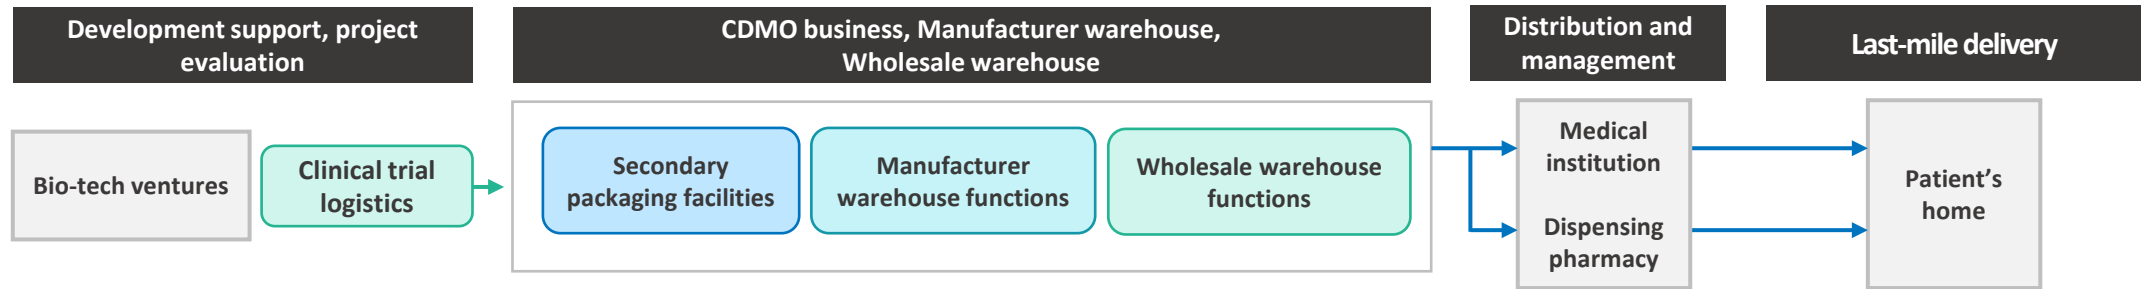 Development support, project
evaluation
CDMO business, Manufacturer warehouse,
Wholesale warehouse
Distribution and
management
Last-mile delivery
Bio-tech ventures
Clinical trial
logistics
Secondary
packaging facilities
Manufacturer
warehouse functions
Wholesale warehouse
functions
Medical
institution
Dispensing
pharmacy
Patient’s
home